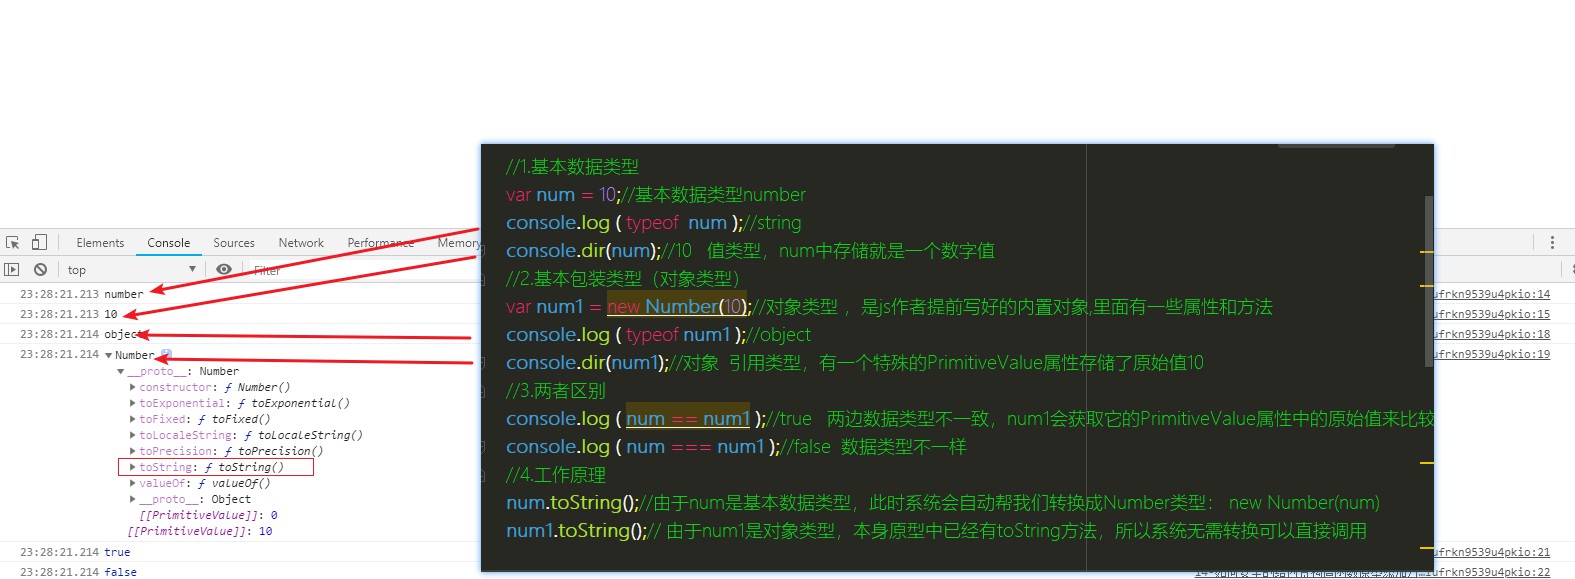 //1.基本数据类型
var num = 10;//基本数据类型number
console.log ( typeof  num );//string
console.dir(num);//10   值类型，num中存储就是一个数字值
//2.基本包装类型（对象类型）
var num1 = new Number(10);//对象类型 ，是js作者提前写好的内置对象,里面有一些属性和方法
console.log ( typeof num1 );//object
console.dir(num1);//对象  引用类型，有一个特殊的PrimitiveValue属性存储了原始值10
//3.两者区别
console.log ( num == num1 );//true   两边数据类型不一致，num1会获取它的PrimitiveValue属性中的原始值来比较
console.log ( num === num1 );//false  数据类型不一样
//4.工作原理
num.toString();//由于num是基本数据类型，此时系统会自动帮我们转换成Number类型： new Number(num)
num1.toString();// 由于num1是对象类型，本身原型中已经有toString方法，所以系统无需转换可以直接调用
Elements Console Sources Network Performance Memory
top Filter
23:28:21.213 number ufrkn9539u4pkio:14
23:28:21.213 10 ufrkn9539u4pkio:15
23:28:21.214 object ufrkn9539u4pkio:18
23:28:21.214 ▼Number ufrkn9539u4pkio:19
▼__proto__: Number
▶constructor: ƒ Number()
▶toExponential: ƒ toExponential()
▶toFixed: ƒ toFixed()
▶toLocaleString: ƒ toLocaleString()
▶toPrecision: ƒ toPrecision()
▶toString: ƒ toString()
▶valueOf: ƒ valueOf()
▶__proto__: Object
[[PrimitiveValue]]: 0
[[PrimitiveValue]]: 10
23:28:21.214 true ufrkn9539u4pkio:21
23:28:21.214 false ufrkn9539u4pkio:22